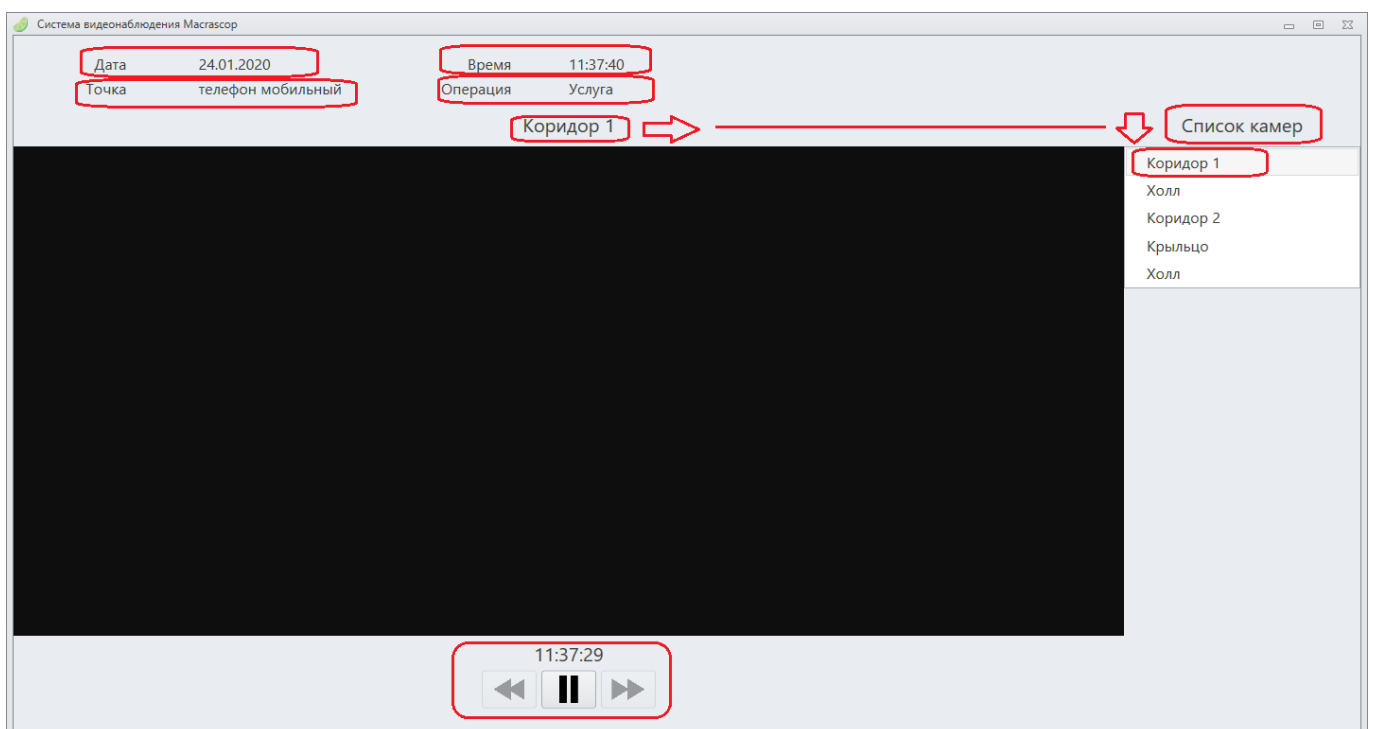 Система видеонаблюдения Macrascop
Дата 24.01.2020 Время 11:37:40
Точка телефон мобильный Операция Услуга
Коридор 1 Список камер
Коридор 1
Холл
Коридор 2
Крыльцо
Холл
11:37:29